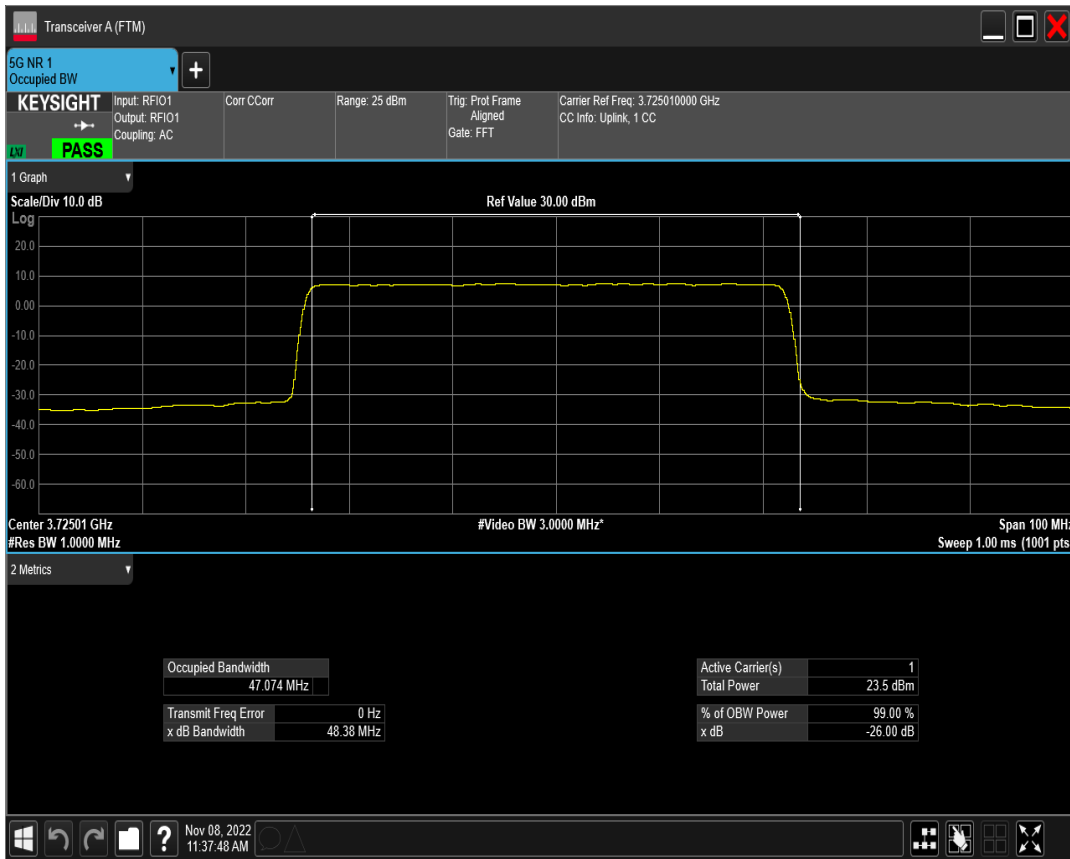 Transceiver A (FTM)
5G NR 1
Occupied BW
+
KEYSIGHT
LXI
PASS
Input: RFIO1
Output: RFIO1
Coupling: AC
Corr CCorr
Range: 25 dBm
Trig: Prot Frame
Aligned
Gate: FFT
Carrier Ref Freq: 3.725010000 GHz
CC Info: Uplink, 1 CC
1 Graph
Scale/Div 10.0 dB
Ref Value 30.00 dBm
Log
20.0
10.0
0.00
-10.0
-20.0
-30.0
-40.0
-50.0
-60.0
Center 3.72501 GHz
#Video BW 3.0000 MHz*
Span 100 MHz
#Res BW 1.0000 MHz
Sweep 1.00 ms (1001 pts
2 Metrics
Occupied Bandwidth
47.074 MHz
Transmit Freq Error 0 Hz
x dB Bandwidth 48.38 MHz
Active Carrier(s) 1
Total Power 23.5 dBm
% of OBW Power 99.00 %
x dB -26.00 dB
?
Nov 08, 2022
11:37:48 AM